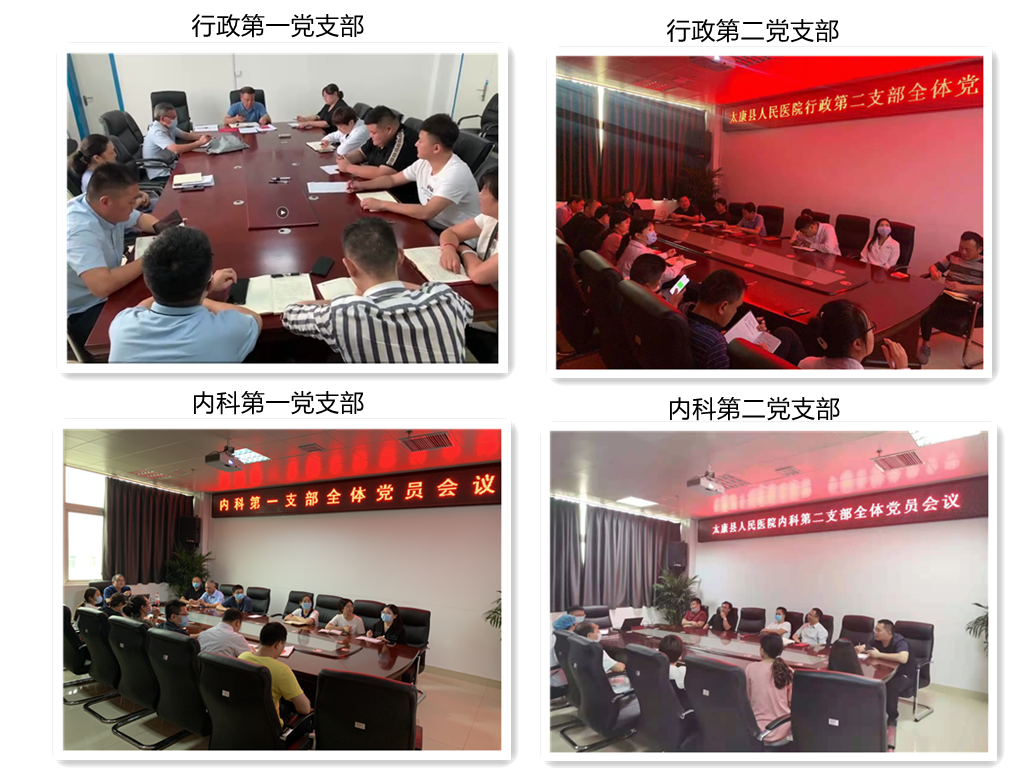 行政第一党支部
行政第二党支部
太康县人民医院行政第二支部全体党
内科第一党支部
内科第二党支部
内科第一支部全体党员会议
太康县人民医院内科第二支部全体党员会议